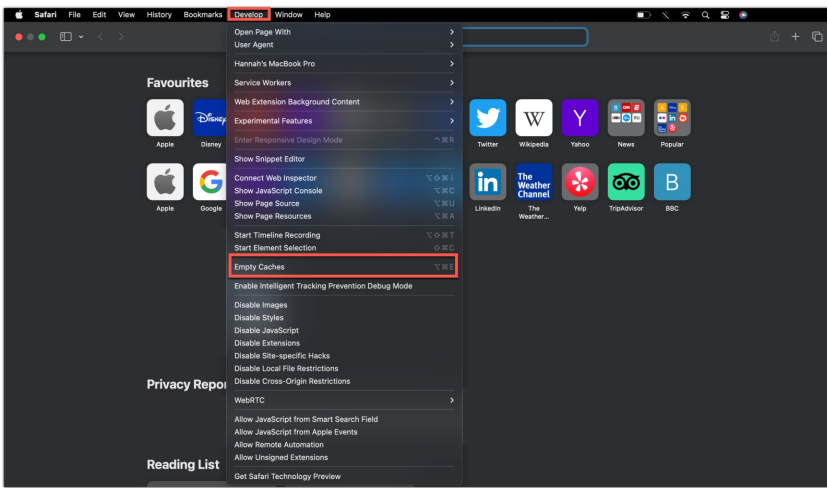 Safari File Edit View History Bookmarks Develop Window Help
Open Page With
User Agent
Hannah's MacBook Pro
Service Workers
Web Extension Background Content
Experimental Features
Enter Responsive Design Mode ^⌘R
Show Snippet Editor
Connect Web Inspector ⌥⇧⌘I
Show JavaScript Console ⌥⌘C
Show Page Source ⌥⌘U
Show Page Resources ⌥⌘A
Start Timeline Recording ⌥⇧⌘T
Start Element Selection ⇧⌘C
Empty Caches ⌥⌘E
Enable Intelligent Tracking Prevention Debug Mode
Disable Images
Disable Styles
Disable JavaScript
Disable Extensions
Disable Site-specific Hacks
Disable Local File Restrictions
Disable Cross-Origin Restrictions
WebRTC
Allow JavaScript from Smart Search Field
Allow JavaScript from Apple Events
Allow Remote Automation
Allow Unsigned Extensions
Get Safari Technology Preview
Favourites
Disney W Y
Apple Disney Twitter Wikipedia Yahoo News Popular
G in The Weather Channel B
Apple Google LinkedIn The Weather... Yelp TripAdvisor BBC
Privacy Repor
Reading List